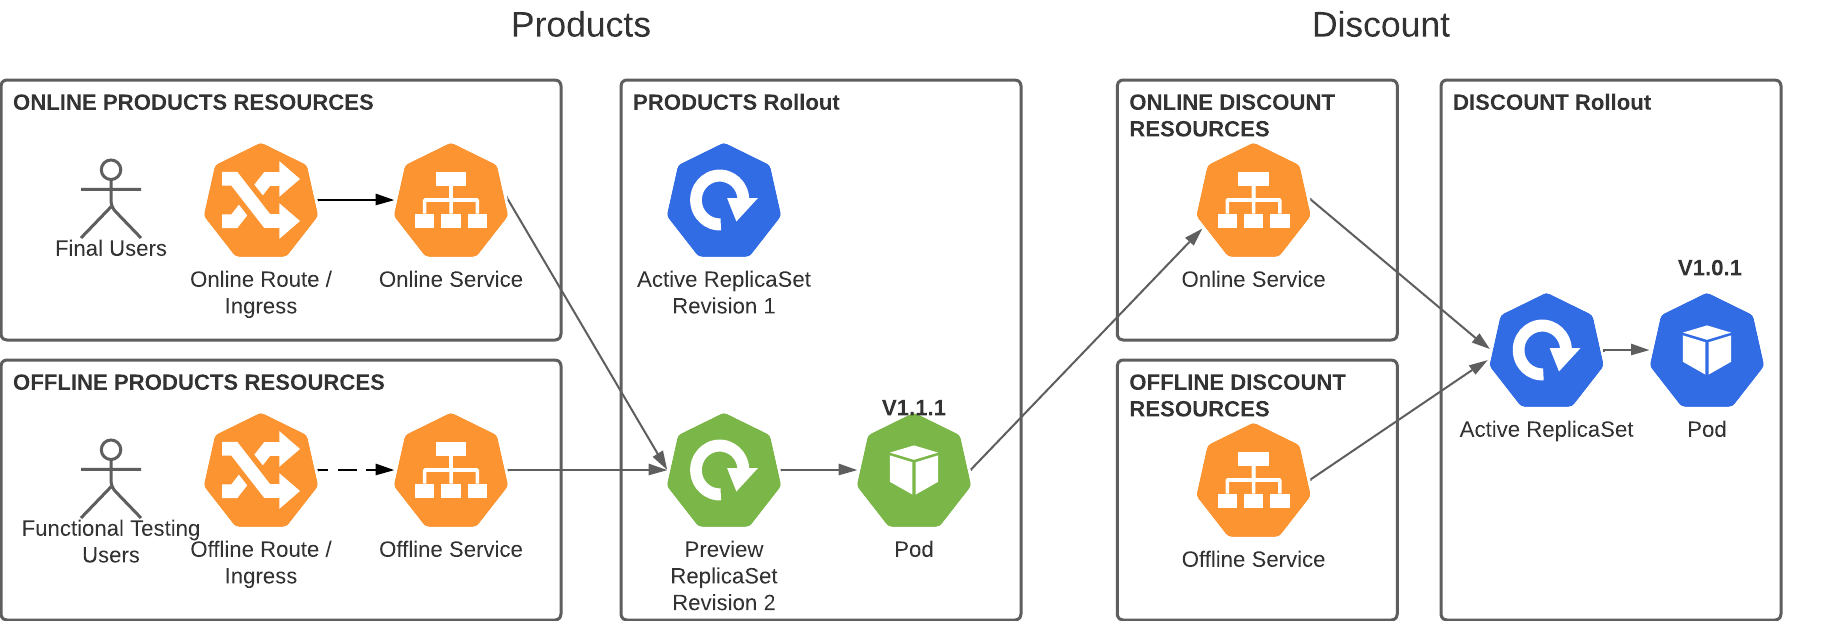 Products
Discount
ONLINE PRODUCTS RESOURCES
Final Users
Online Route /
Ingress
Online Service
OFFLINE PRODUCTS RESOURCES
Functional Testing
Users
Offline Route /
Ingress
Offline Service
PRODUCTS Rollout
Active ReplicaSet
Revision 1
V1.1.1
Preview
ReplicaSet
Revision 2
Pod
ONLINE DISCOUNT
RESOURCES
Online Service
OFFLINE DISCOUNT
RESOURCES
Offline Service
DISCOUNT Rollout
V1.0.1
Active ReplicaSet
Pod